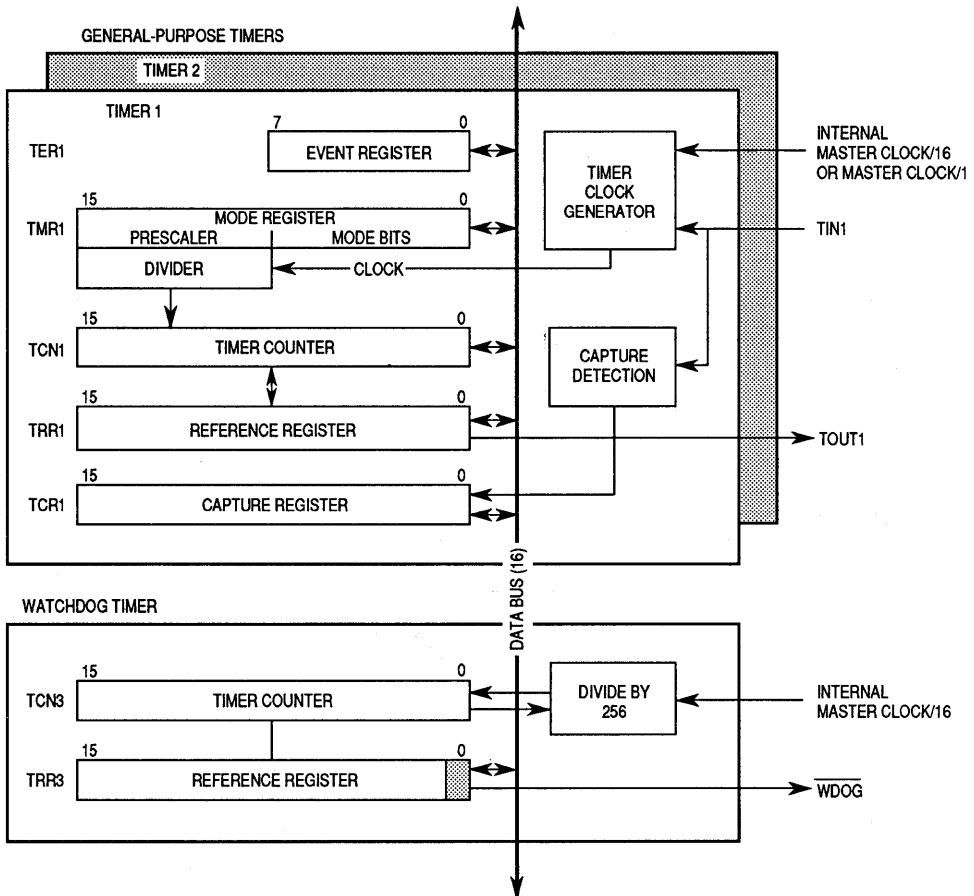 GENERAL-PURPOSE TIMERS
TIMER 2
TIMER 1
7 0
TER1 EVENT REGISTER
15 0
TMR1 MODE REGISTER
PRESCALER MODE BITS
DIVIDER CLOCK
15 0
TCN1 TIMER COUNTER
15 0
TRR1 REFERENCE REGISTER
15 0
TCR1 CAPTURE REGISTER
TIMER
CLOCK
GENERATOR
INTERNAL
MASTER CLOCK/16
OR MASTER CLOCK/1
TIN1
CAPTURE
DETECTION
TOUT1
DATA BUS (16)
WATCHDOG TIMER
15 0
TCN3 TIMER COUNTER
DIVIDE BY
256
INTERNAL
MASTER CLOCK/16
15 0
TRR3 REFERENCE REGISTER
WDOG